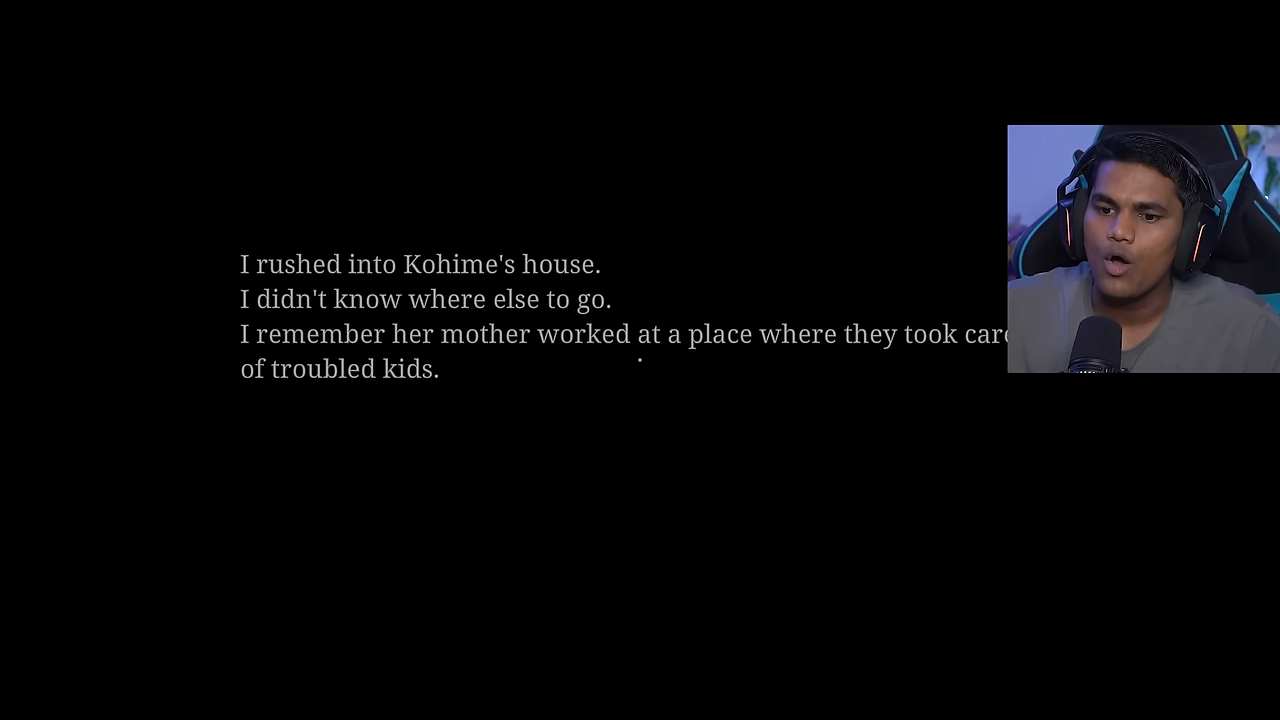 I rushed into Kohime's house.
I didn't know where else to go.
I remember her mother worked at a place where they took care
of troubled kids.